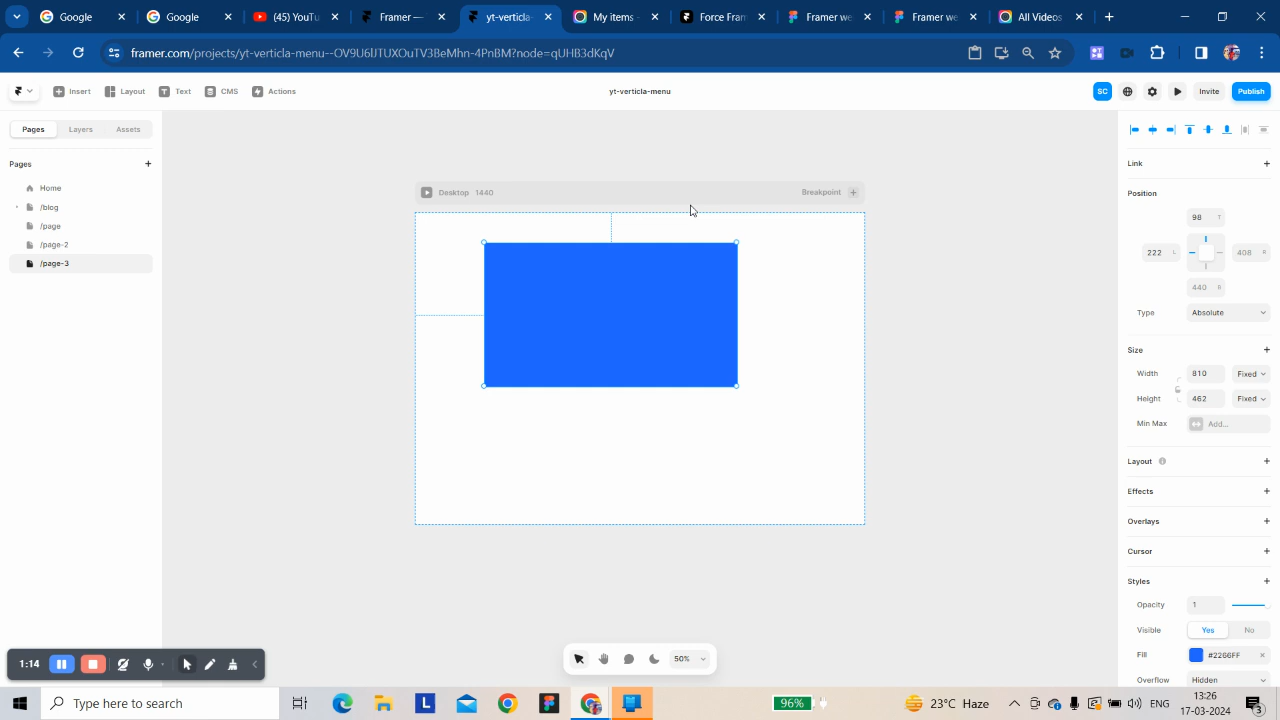 Google
Google
(45) YouTu
Framer —
yt-verticla-
My items -
Force Fram
Framer we
Framer we
All Videos
framer.com/projects/yt-verticla-menu--OV9U6IJTUXOuTV3BeMhn-4PnBM?node=qUHB3dKqV
Insert
Layout
Text
CMS
Actions
yt-verticla-menu
SC
Invite
Publish
Pages
Layers
Assets
Pages
Home
/blog
/page
/page-2
/page-3
Desktop 1440
Breakpoint
Link
Position
98 T
222 L
408 R
440 B
Type Absolute
Size
Width 810 Fixed
Height 462 Fixed
Min Max Add...
Layout
Effects
Overlays
Cursor
Styles
Opacity 1
Visible Yes No
Fill #2266FF
Overflow Hidden
50%
1:14
Type here to search
96%
23°C Haze
ENG
13:26
17-03-2024
3